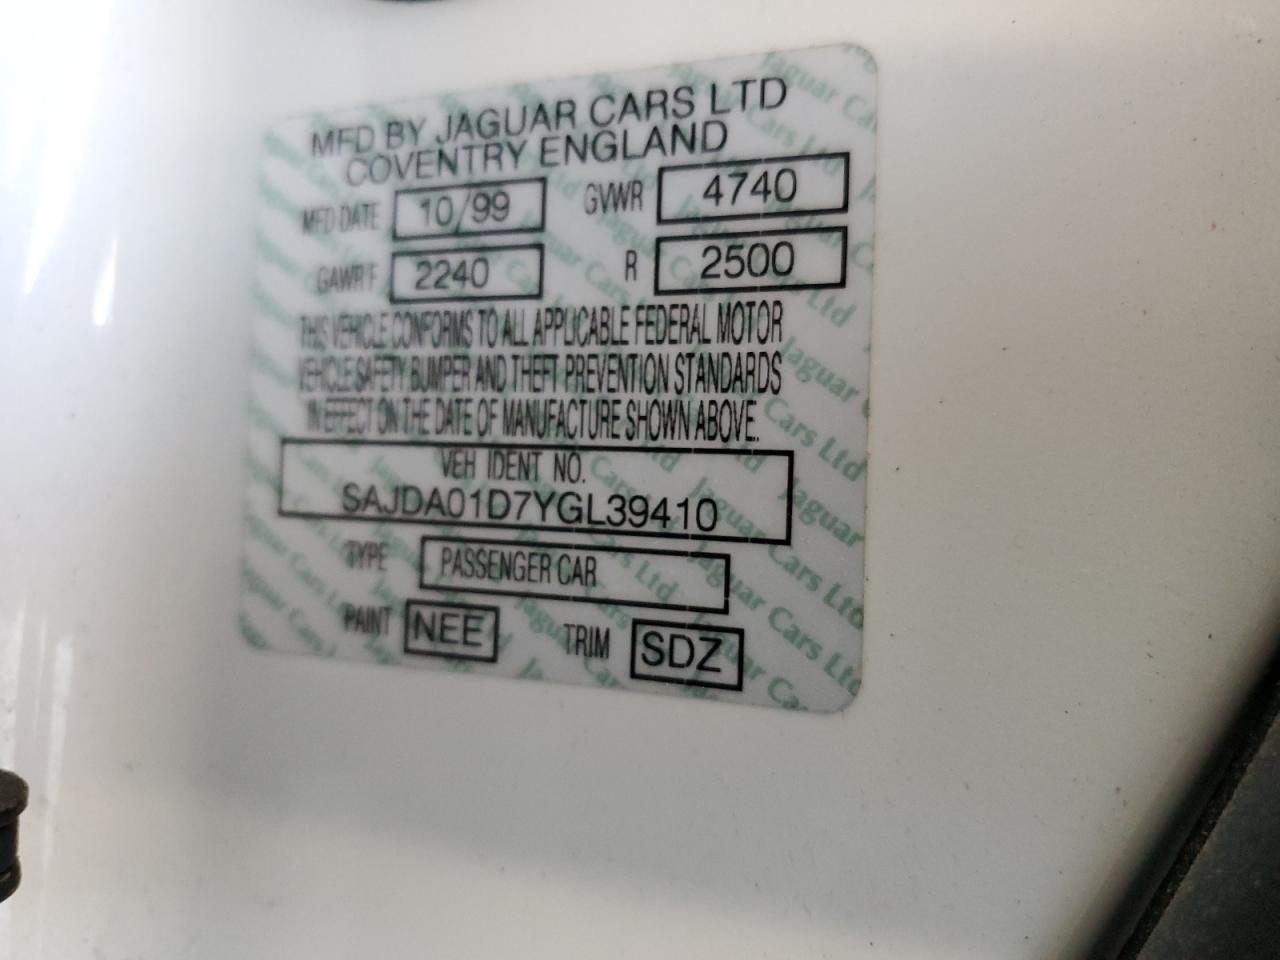 MFD BY JAGUAR CARS LTD
COVENTRY ENGLAND
MFD DATE 10/99 GVWR 4740
GAWR F 2240 R 2500
THIS VEHICLE CONFORMS TO ALL APPLICABLE FEDERAL MOTOR
VEHICLE SAFETY BUMPER AND THEFT PREVENTION STANDARDS
IN EFFECT ON THE DATE OF MANUFACTURE SHOWN ABOVE.
VEH IDENT NO.
SAJDA01D7YGL39410
TYPE PASSENGER CAR
PAINT NEE TRIM SDZ